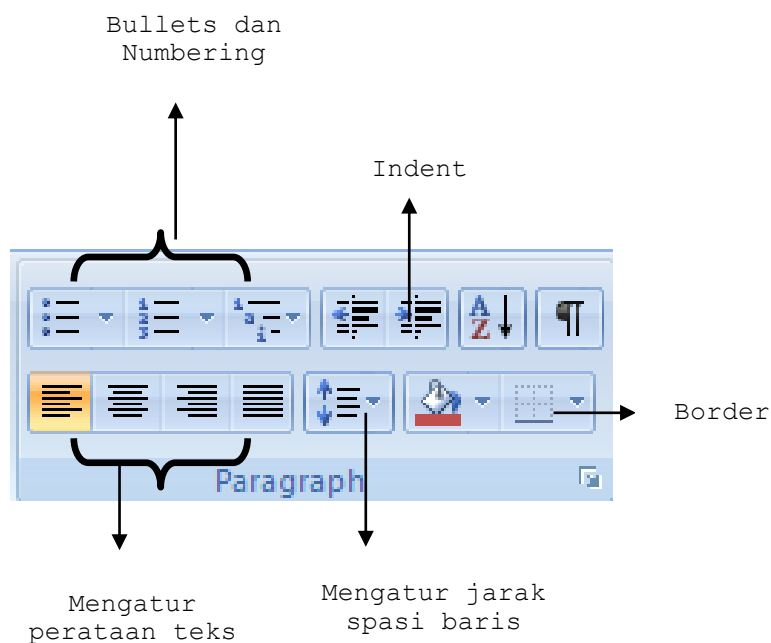 Bullets dan
Numbering
Indent
Border
Paragraph
Mengatur
perataan teks
Mengatur jarak
spasi baris